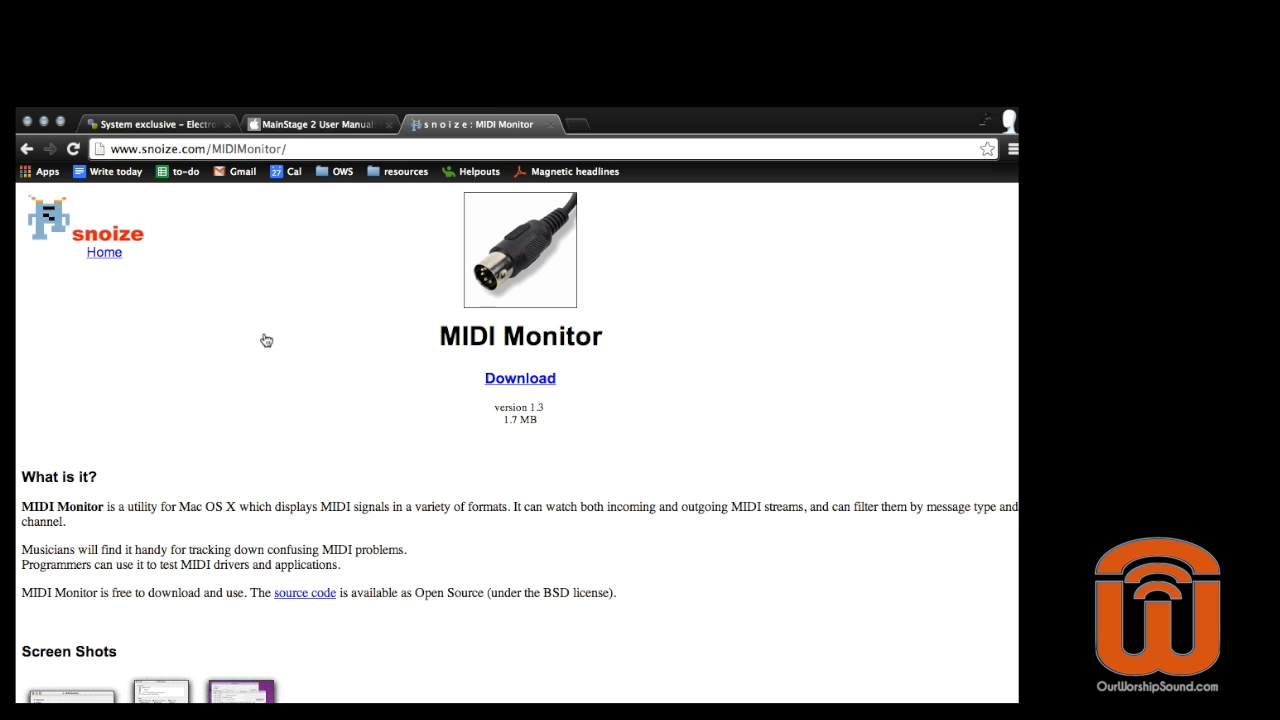 System exclusive – Electro
MainStage 2 User Manual:
s n o i z e : MIDI Monitor
www.snoize.com/MIDIMonitor/
Apps
Write today
to-do
Gmail
27 Cal
OWS
resources
Helpouts
Magnetic headlines
snoize
Home
MIDI Monitor
Download
version 1.3
1.7 MB
What is it?
MIDI Monitor is a utility for Mac OS X which displays MIDI signals in a variety of formats. It can watch both incoming and outgoing MIDI streams, and can filter them by message type and
channel.
Musicians will find it handy for tracking down confusing MIDI problems.
Programmers can use it to test MIDI drivers and applications.
MIDI Monitor is free to download and use. The source code is available as Open Source (under the BSD license).
Screen Shots
OurWorshipSound.com